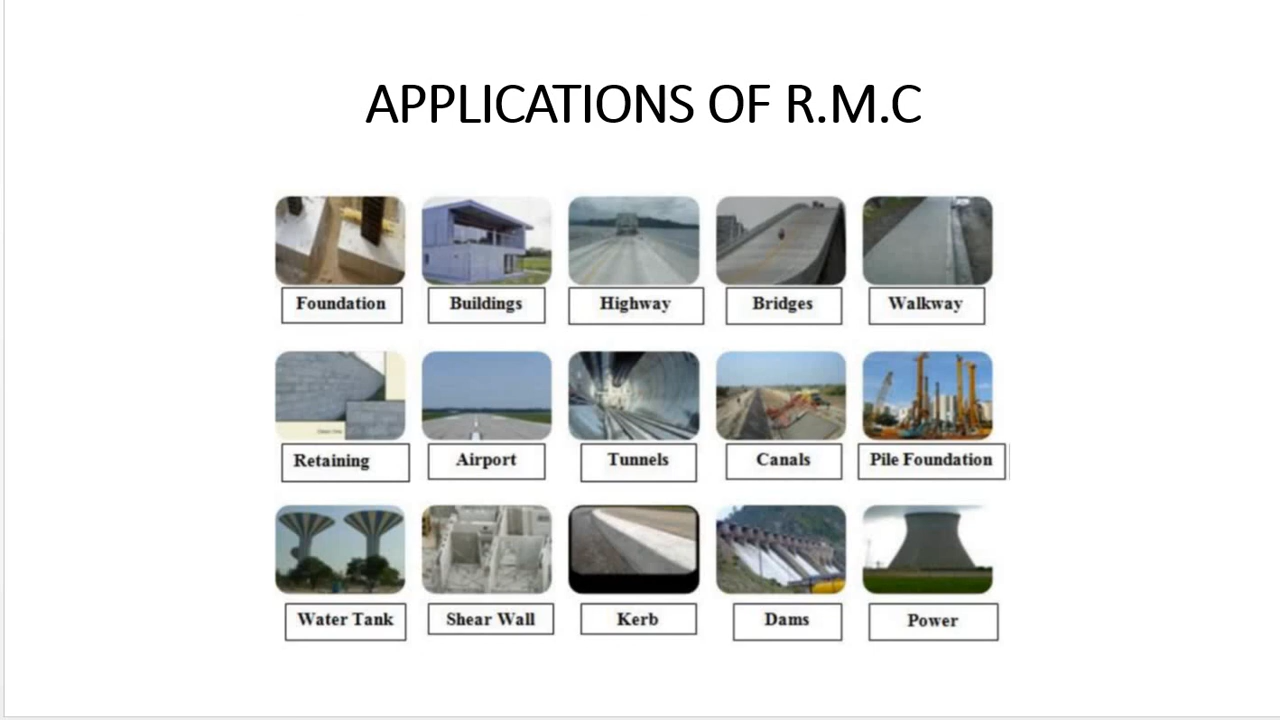 APPLICATIONS OF R.M.C
Foundation Buildings Highway Bridges Walkway
Retaining Airport Tunnels Canals Pile Foundation
Water Tank Shear Wall Kerb Dams Power